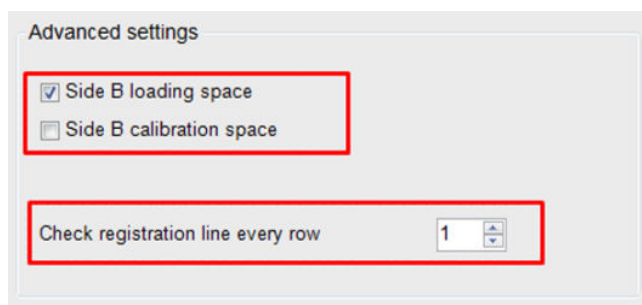 Advanced settings
Side B loading space
Side B calibration space
Check registration line every row 1